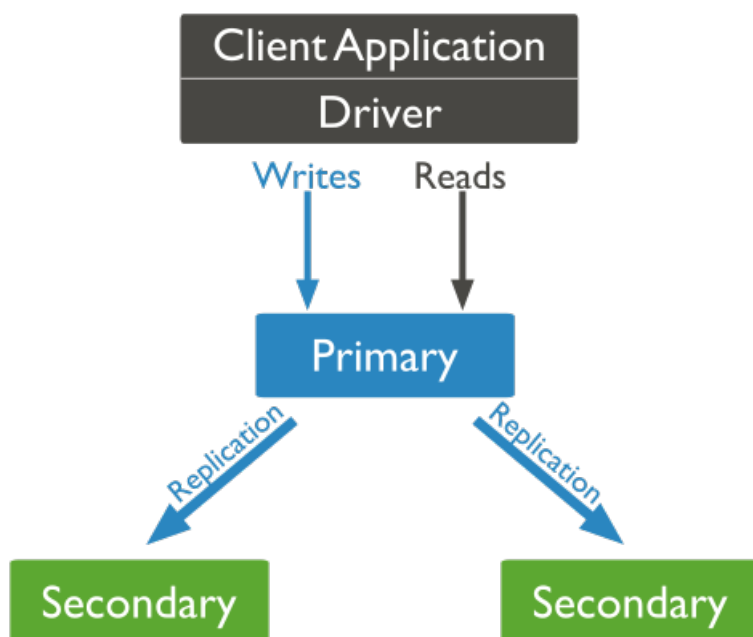 Client Application
Driver
Writes
Reads
Primary
Replication
Replication
Secondary
Secondary